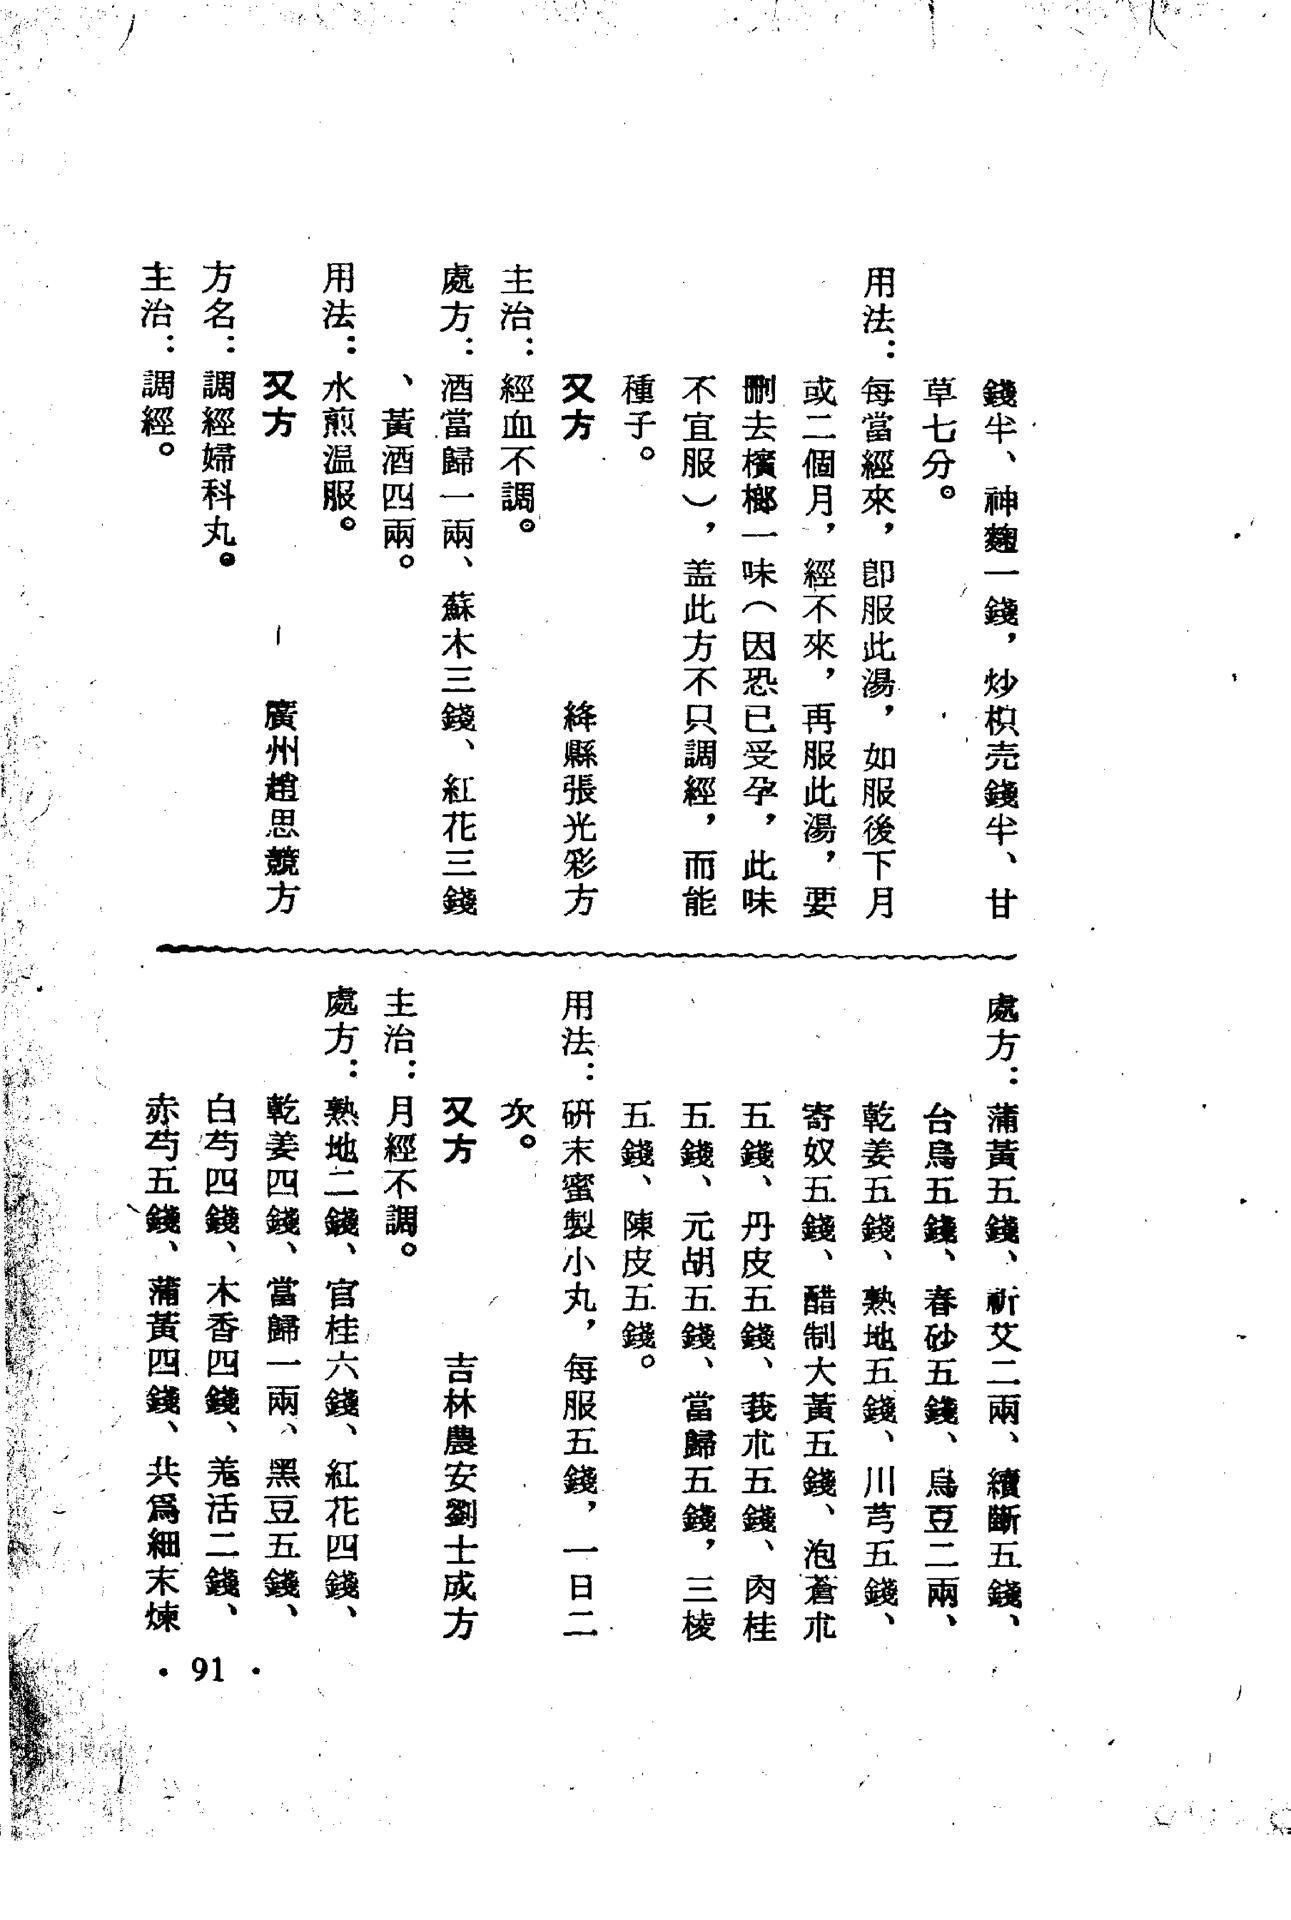 錢半、神麯一錢，炒枳壳錢半、甘
草七分。
用法：每當經來，卽服此湯，如服後下月
或二個月，經不來，再服此湯，要
删去檳榔一味（因恐已受孕，此味
不宜服），盖此方不只調經，而能
種子。
又方　絳縣張光彩方
主治：經血不調。
處方：酒當歸一兩、蘇木三錢、紅花三錢
、黃酒四兩。
用法：水煎温服。
又方　廣州趙思競方
方名：調經婦科丸。
主治：調經。
處方：蒲黃五錢、祈艾二兩、續斷五錢、
台烏五錢、春砂五錢、烏豆二兩、
乾姜五錢、熟地五錢、川芎五錢、
寄奴五錢、醋制大黃五錢、泡蒼朮
五錢、丹皮五錢、莪朮五錢、肉桂
五錢、元胡五錢、當歸五錢，三棱
五錢、陳皮五錢。
用法：硏末蜜製小丸，每服五錢，一日二
次。
又方　吉林農安劉士成方
主治：月經不調。
處方：熟地二錢、官桂六錢、紅花四錢、
乾姜四錢、當歸一兩、黑豆五錢、
白芍四錢、木香四錢、羗活二錢、
赤芍五錢、蒲黃四錢、共爲細末煉
• 91 •